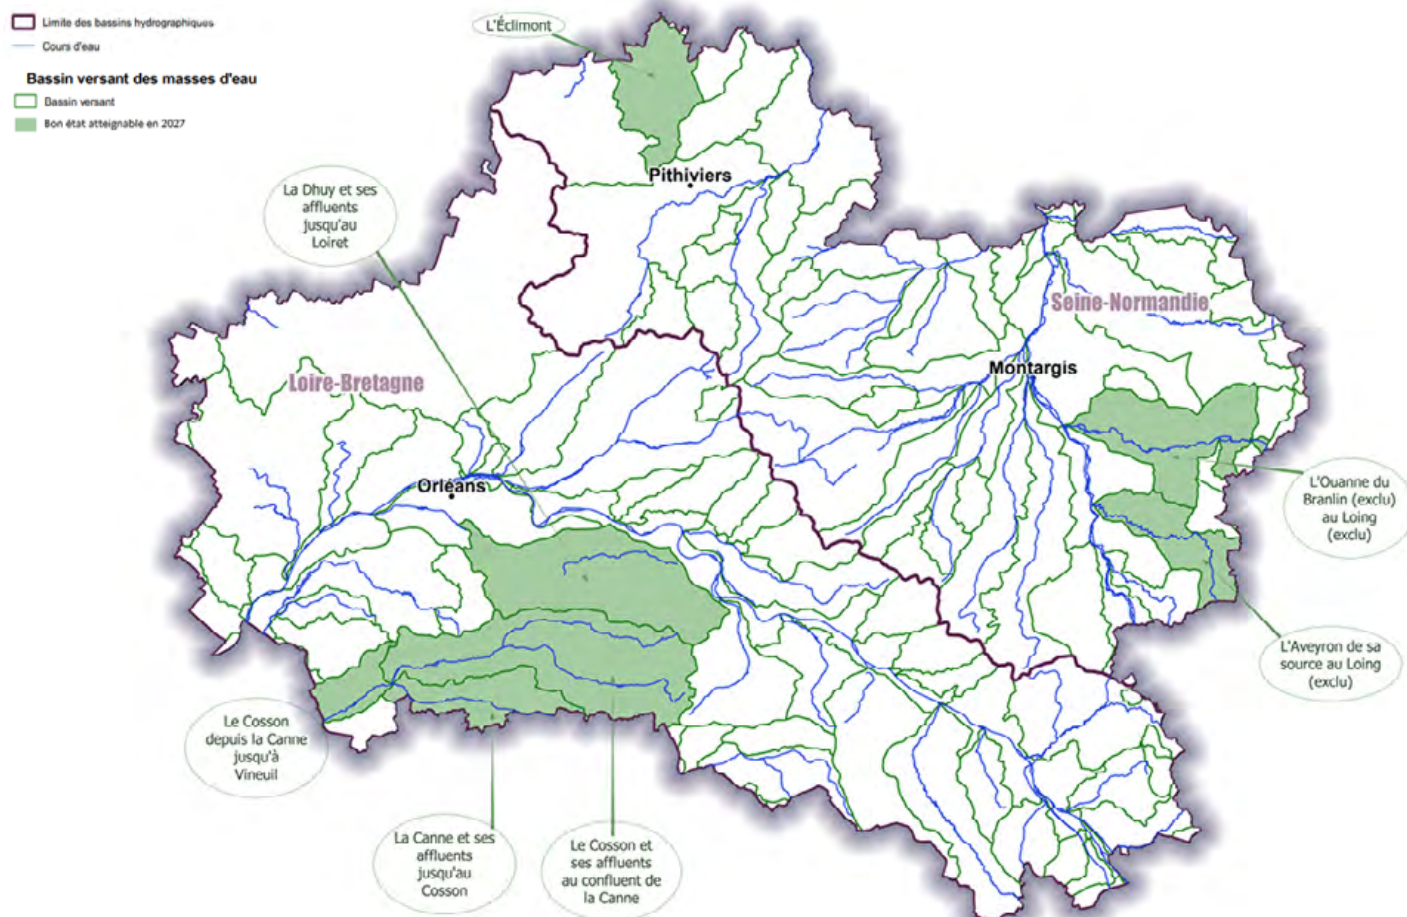 Limite des bassins hydrographiques
Cours d'eau
Bassin versant des masses d'eau
Bassin versant
Bon état atteignable en 2027
L'Éclimont
La Dhuy et ses
affluents
jusqu'au
Loiret
Pithiviers
Seine-Normandie
Loire-Bretagne
Montargis
Orléans
L'Ouanne du
Branlin (exclu)
au Loing
(exclu)
L'Aveyron de sa
source au Loing
(exclu)
Le Cosson
depuis la Canne
jusqu'à
Vineuil
La Canne et ses
affluents
jusqu'au
Cosson
Le Cosson et
ses affluents
au confluent de
la Canne